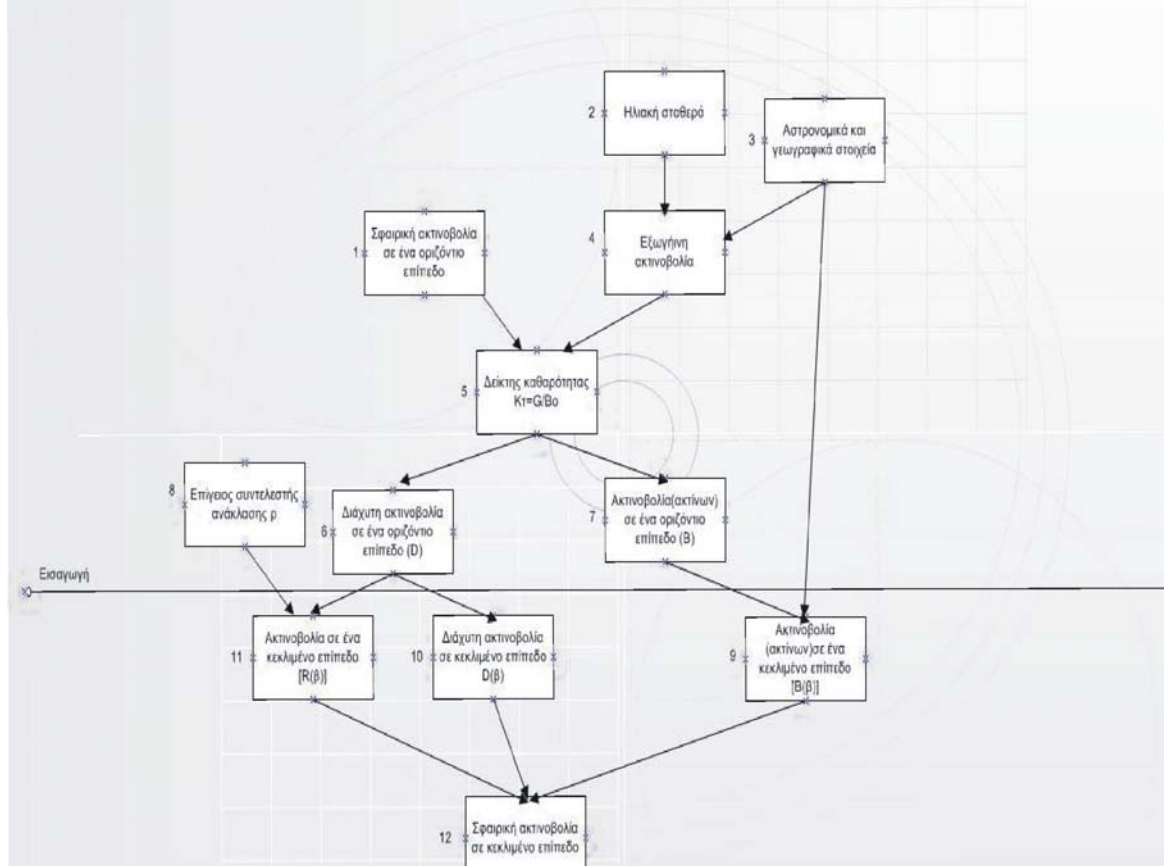 2
Ηλιακή σταθερά
3
Αστρονομικά και
γεωγραφικά στοιχεία
1
Σφαιρική ακτινοβολία
σε ένα οριζόντιο
επίπεδο
4
Εξωγήινη
ακτινοβολία
5
Δείκτης καθαρότητας
Κτ=G/Bo
8
Επίγειος συντελεστής
ανάκλασης ρ
6
Διάχυτη ακτινοβολία
σε ένα οριζόντιο
επίπεδο (D)
7
Ακτινοβολία(ακτίνων)
σε ένα οριζόντιο
επίπεδο (B)
Εισαγωγή
11
Ακτινοβολία σε ένα
κεκλιμένο επίπεδο
[R(β)]
10
Διάχυτη ακτινοβολία
σε κεκλιμένο επίπεδο
D(β)
9
Ακτινοβολία
(ακτίνων)σε ένα
κεκλιμένο επίπεδο
[B(β)]
12
Σφαιρική ακτινοβολία
σε κεκλιμένο επίπεδο